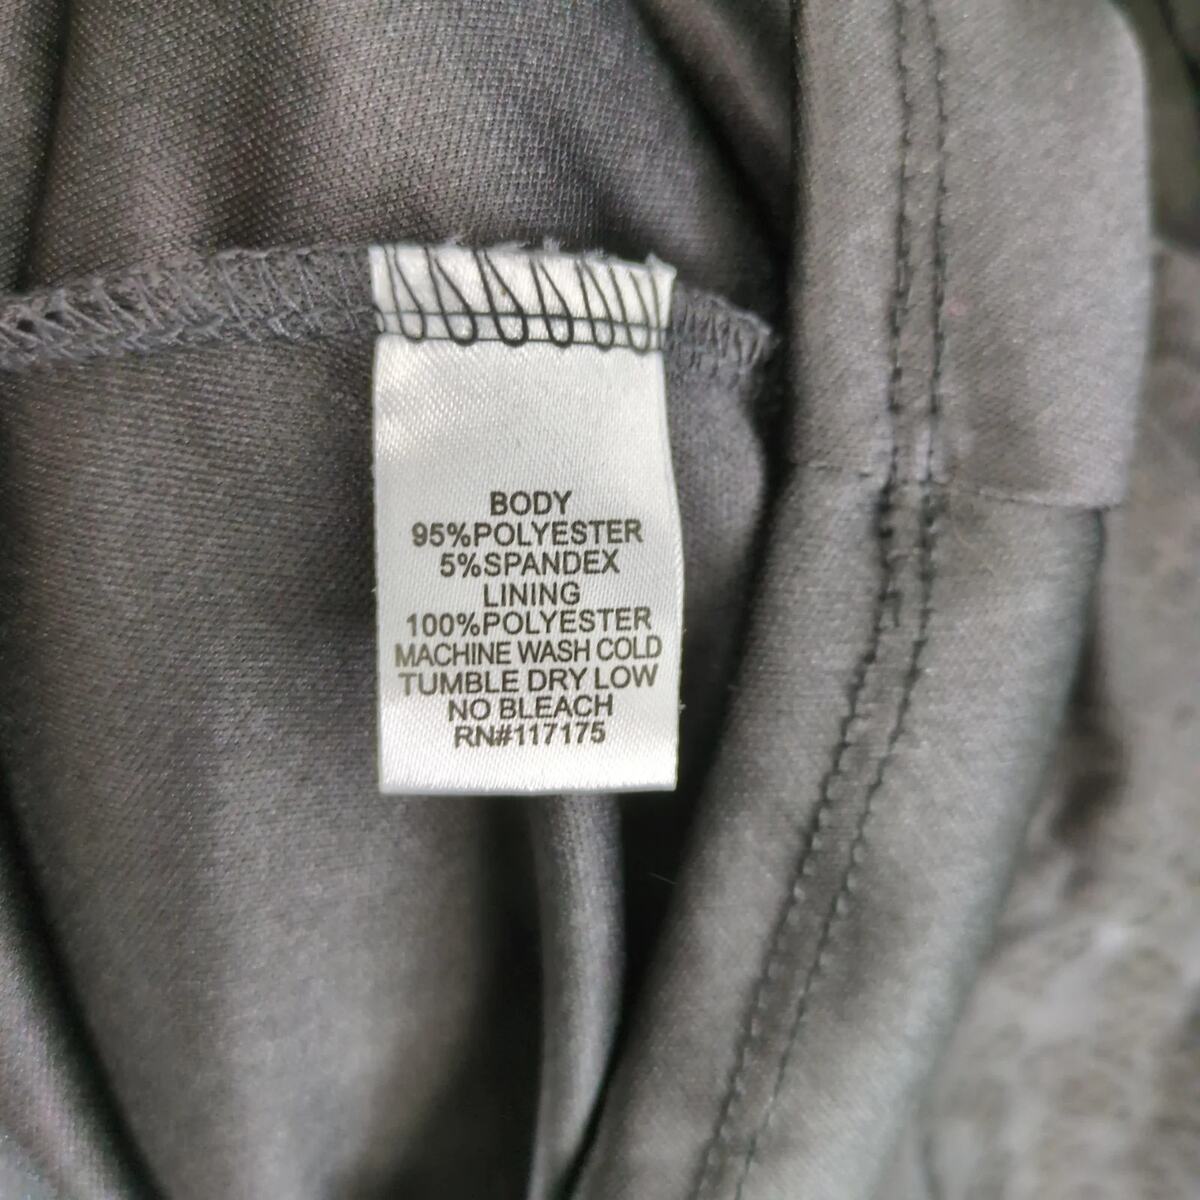 BODY
95%POLYESTER
5%SPANDEX
LINING
100%POLYESTER
MACHINE WASH COLD
TUMBLE DRY LOW
NO BLEACH
RN#117175